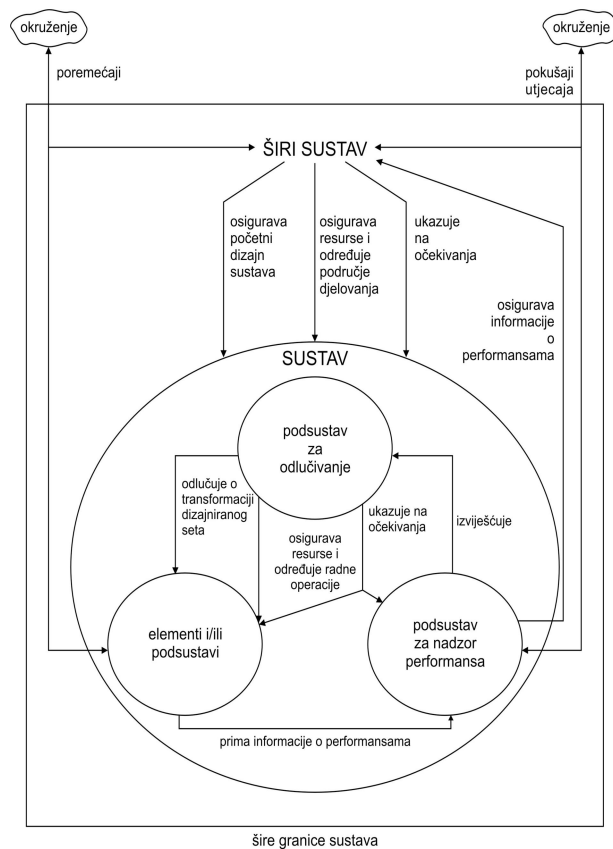 okruženje
okruženje
poremećaji
pokušaji
utjecaja
ŠIRI SUSTAV
osigurava
početni
dizajn
sustava
osigurava
resurse i
određuje
područje
djelovanja
ukazuje
na
očekivanja
osigurava
informacije
o
performansama
SUSTAV
podsustav
za
odlučivanje
odlučuje o
transformaciji
dizajniranog
seta
osigurava
resurse i
određuje radne
operacije
ukazuje na
očekivanja
izviješćuje
elementi i/ili
podsustavi
podsustav
za nadzor
performansa
prima informacije o performansama
šire granice sustava